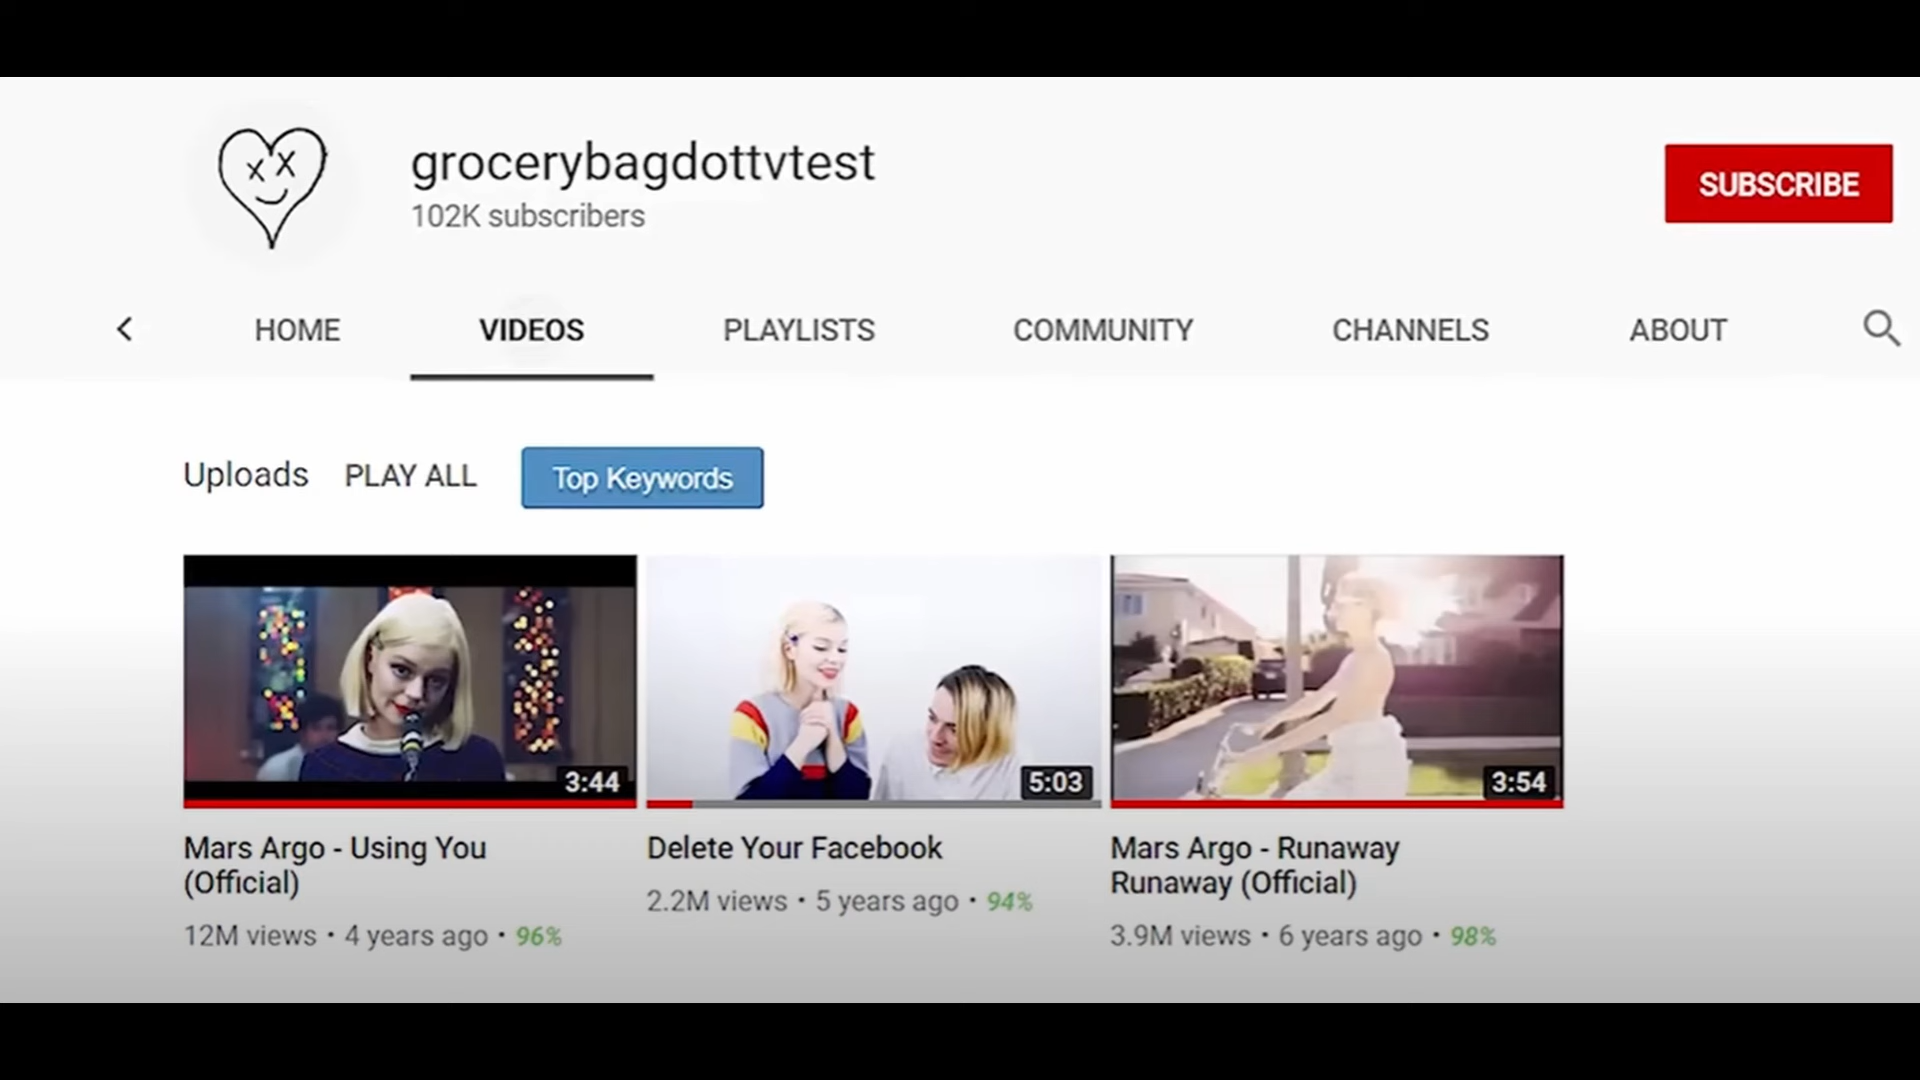 grocerybagdottvtest
102K subscribers
SUBSCRIBE
HOME
VIDEOS
PLAYLISTS
COMMUNITY
CHANNELS
ABOUT
Uploads
PLAY ALL
Top Keywords
3:44
5:03
3:54
Mars Argo - Using You
(Official)
12M views • 4 years ago • 96%
Delete Your Facebook
2.2M views • 5 years ago • 94%
Mars Argo - Runaway
Runaway (Official)
3.9M views • 6 years ago • 98%